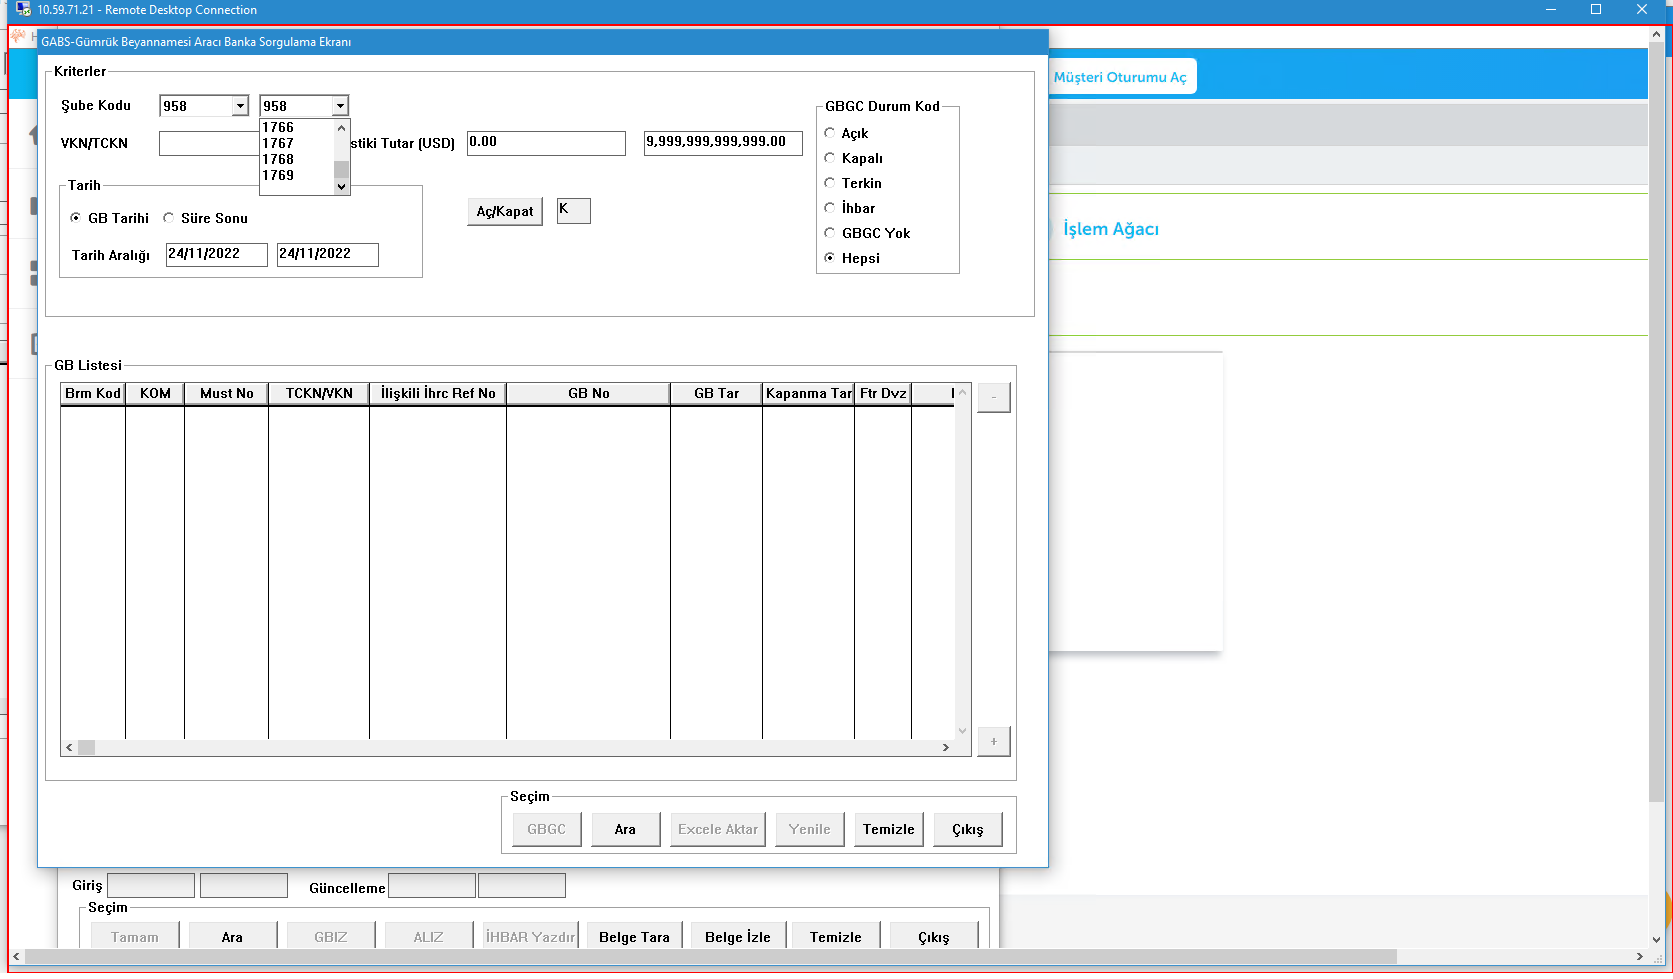 10.59.71.21 - Remote Desktop Connection
GABS-Gümrük Beyannamesi Aracı Banka Sorgulama Ekranı
Müşteri Oturumu Aç
Kriterler
Şube Kodu 958 958
1766
1767
1768
1769
VKN/TCKN stiki Tutar (USD) 0.00 9,999,999,999,999.00
GBGC Durum Kod
Açık
Kapalı
Terkin
İhbar
GBGC Yok
Hepsi
Tarih
GB Tarihi Süre Sonu
Tarih Aralığı 24/11/2022 24/11/2022
Aç/Kapat K
İşlem Ağacı
GB Listesi
Brm Kod KOM Must No TCKN/VKN İlişkili İhrc Ref No GB No GB Tar Kapanma Tar Ftr Dvz
-
+
Seçim
GBGC Ara Excele Aktar Yenile Temizle Çıkış
Giriş Güncelleme
Seçim
Tamam Ara GBIZ ALIZ İHBAR Yazdır Belge Tara Belge İzle Temizle Çıkış